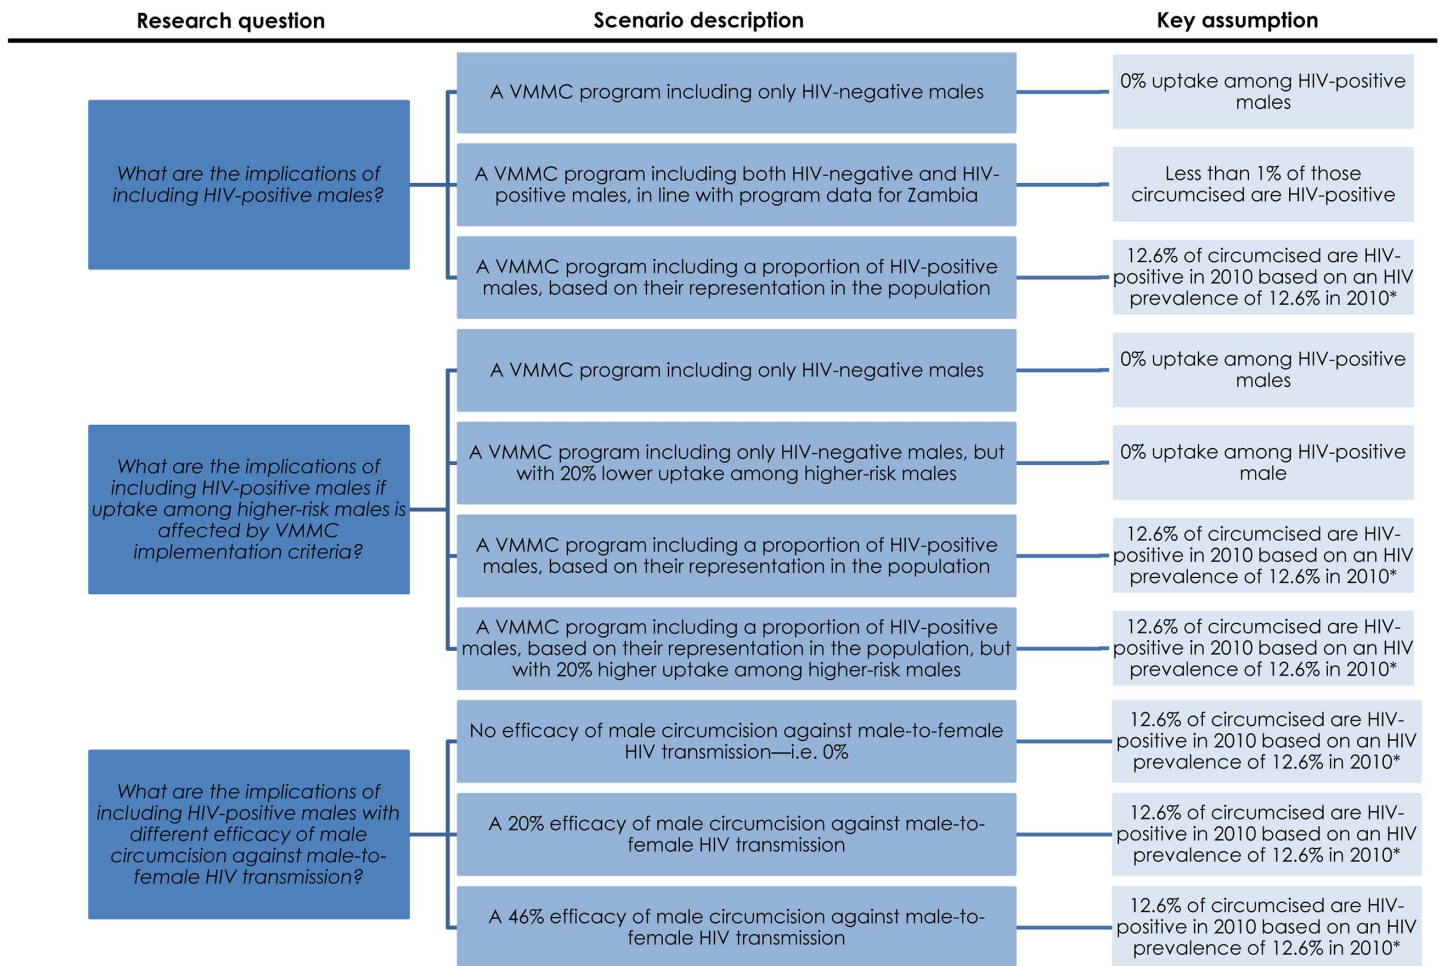 Research question
Scenario description
Key assumption
What are the implications of
including HIV-positive males?
A VMMC program including only HIV-negative males
0% uptake among HIV-positive
males
A VMMC program including both HIV-negative and HIV-
positive males, in line with program data for Zambia
Less than 1% of those
circumcised are HIV-positive
A VMMC program including a proportion of HIV-positive
males, based on their representation in the population
12.6% of circumcised are HIV-
positive in 2010 based on an HIV
prevalence of 12.6% in 2010*
What are the implications of
including HIV-positive males if
uptake among higher-risk males is
affected by VMMC
implementation criteria?
A VMMC program including only HIV-negative males
0% uptake among HIV-positive
males
A VMMC program including only HIV-negative males, but
with 20% lower uptake among higher-risk males
0% uptake among HIV-positive
male
A VMMC program including a proportion of HIV-positive
males, based on their representation in the population
12.6% of circumcised are HIV-
positive in 2010 based on an HIV
prevalence of 12.6% in 2010*
A VMMC program including a proportion of HIV-positive
males, based on their representation in the population, but
with 20% higher uptake among higher-risk males
12.6% of circumcised are HIV-
positive in 2010 based on an HIV
prevalence of 12.6% in 2010*
What are the implications of
including HIV-positive males with
different efficacy of male
circumcision against male-to-
female HIV transmission?
No efficacy of male circumcision against male-to-female
HIV transmission—i.e. 0%
12.6% of circumcised are HIV-
positive in 2010 based on an HIV
prevalence of 12.6% in 2010*
A 20% efficacy of male circumcision against male-to-
female HIV transmission
12.6% of circumcised are HIV-
positive in 2010 based on an HIV
prevalence of 12.6% in 2010*
A 46% efficacy of male circumcision against male-to-
female HIV transmission
12.6% of circumcised are HIV-
positive in 2010 based on an HIV
prevalence of 12.6% in 2010*